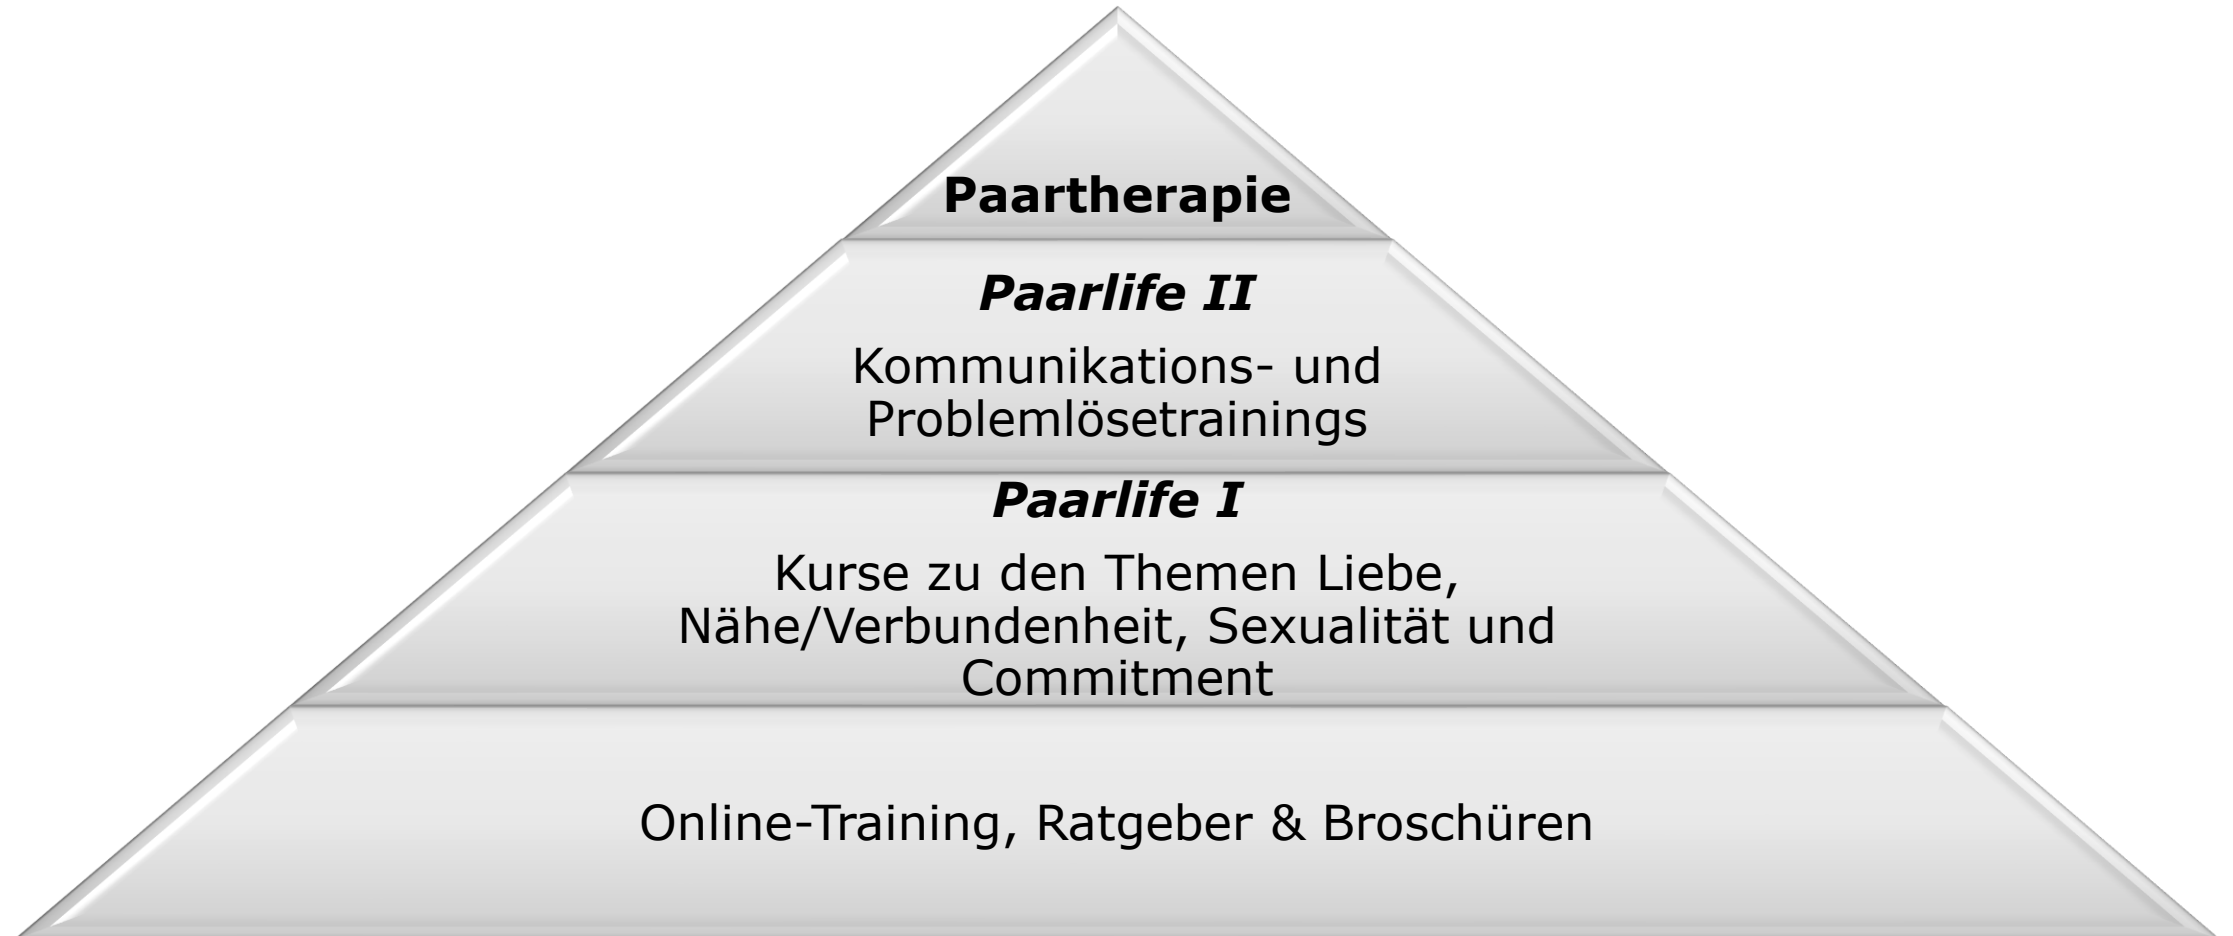 Paartherapie
Paarlife II
Kommunikations- und
Problemlösetrainings
Paarlife I
Kurse zu den Themen Liebe,
Nähe/Verbundenheit, Sexualität und
Commitment
Online-Training, Ratgeber & Broschüren